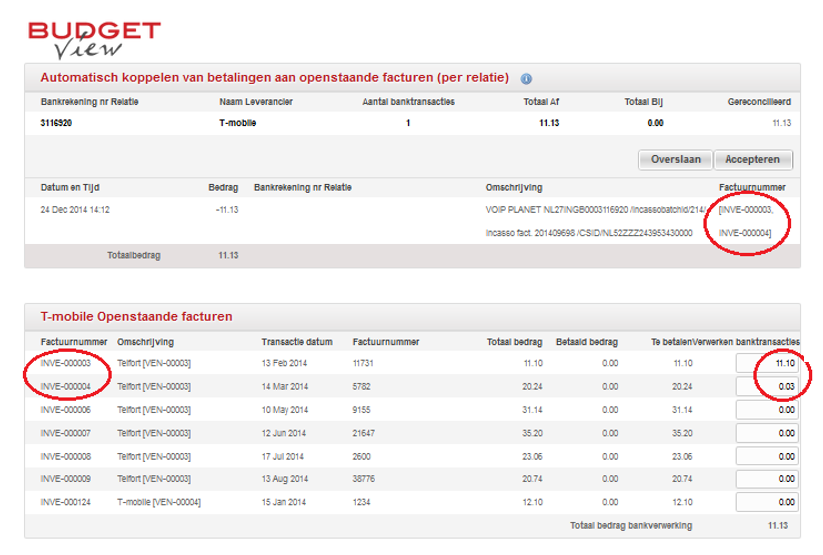 BUDGET
View
Automatisch koppelen van betalingen aan openstaande facturen (per relatie) i
Bankrekening nr Relatie Naam Leverancier Aantal banktransacties Totaal Af Totaal Bij Gereconcilieerd
3116920 T-mobile 1 11.13 0.00 11.13
Overslaan Accepteren
Datum en Tijd Bedrag Bankrekening nr Relatie Omschrijving Factuurnummer
24 Dec 2014 14:12 -11.13 VOIP PLANET NL27INGB0003116920 /Incassobatchid/214/ [INVE-000003,
Incasso fact. 201409698 /CSID/NL52ZZZ243953430000 INVE-000004]
Totaalbedrag 11.13
T-mobile Openstaande facturen
Factuurnummer Omschrijving Transactie datum Factuurnummer Totaal bedrag Betaald bedrag Te betalen Verwerken banktransacties
INVE-000003 Telfort [VEN-00003] 13 Feb 2014 11731 11.10 0.00 11.10 11.10
INVE-000004 Telfort [VEN-00003] 14 Mar 2014 5782 20.24 0.00 20.24 0.03
INVE-000006 Telfort [VEN-00003] 10 May 2014 9155 31.14 0.00 31.14 0.00
INVE-000007 Telfort [VEN-00003] 12 Jun 2014 21647 35.20 0.00 35.20 0.00
INVE-000008 Telfort [VEN-00003] 17 Jul 2014 2600 23.06 0.00 23.06 0.00
INVE-000009 Telfort [VEN-00003] 13 Aug 2014 38776 20.74 0.00 20.74 0.00
INVE-000124 T-mobile [VEN-00004] 15 Jan 2014 1234 12.10 0.00 12.10 0.00
Totaal bedrag bankverwerking 11.13